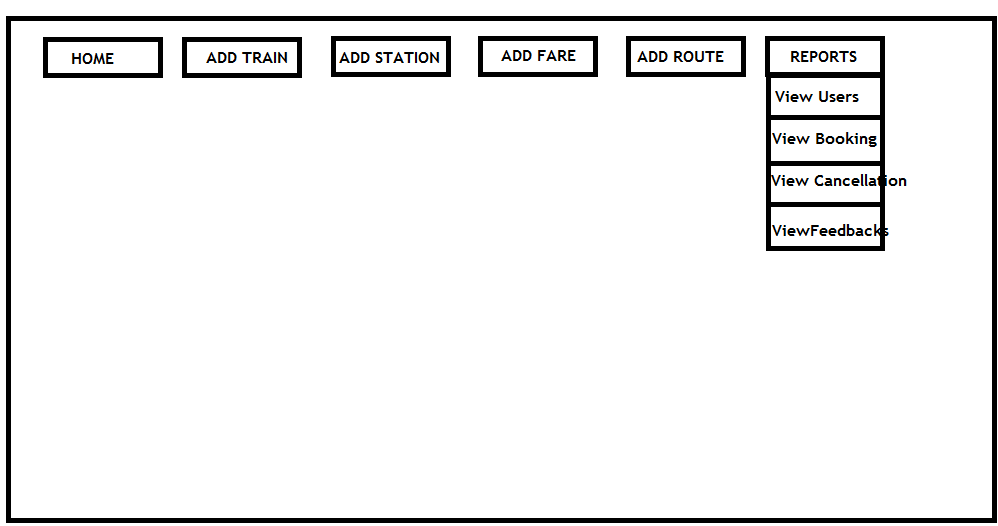 HOME ADD TRAIN ADD STATION ADD FARE ADD ROUTE REPORTS
View Users
View Booking
View Cancellation
ViewFeedbacks